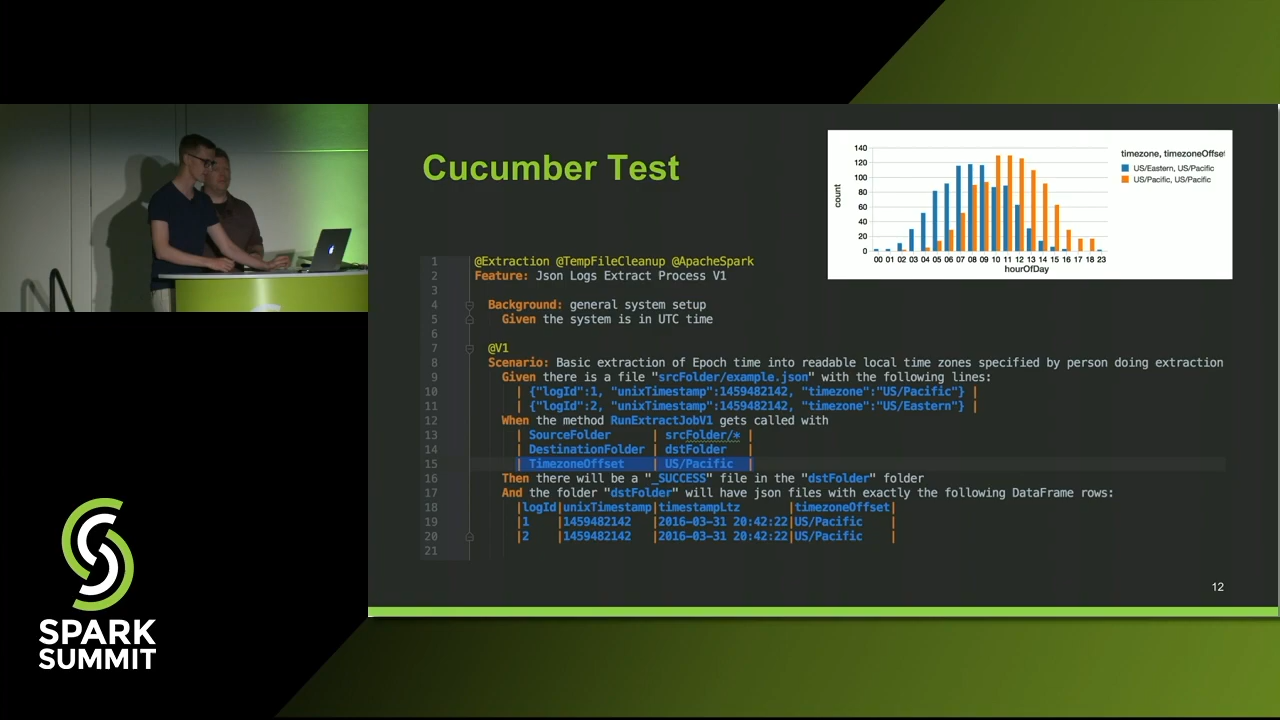 Cucumber Test
140
120
100
80
60
40
20
0
count
00 01 02 03 04 05 06 07 08 09 10 11 12 13 14 15 16 17 18 23
hourOfDay
timezone, timezoneOffset
US/Eastern, US/Pacific
US/Pacific, US/Pacific
1 @Extraction @TempFileCleanup @ApacheSpark
2 Feature: Json Logs Extract Process V1
3
4 Background: general system setup
5 Given the system is in UTC time
6
7 @V1
8 Scenario: Basic extraction of Epoch time into readable local time zones specified by person doing extraction
9 Given there is a file "srcFolder/example.json" with the following lines:
10 | {"logId":1, "unixTimestamp":1459482142, "timezone":"US/Pacific"} |
11 | {"logId":2, "unixTimestamp":1459482142, "timezone":"US/Eastern"} |
12 When the method RunExtractJobV1 gets called with
13 | SourceFolder | srcFolder/* |
14 | DestinationFolder | dstFolder |
15 | TimezoneOffset | US/Pacific |
16 Then there will be a "_SUCCESS" file in the "dstFolder" folder
17 And the folder "dstFolder" will have json files with exactly the following DataFrame rows:
18 |logId|unixTimestamp|timestampLtz |timezoneOffset|
19 |1 |1459482142 |2016-03-31 20:42:22|US/Pacific |
20 |2 |1459482142 |2016-03-31 20:42:22|US/Pacific |
21
12
SPARK
SUMMIT